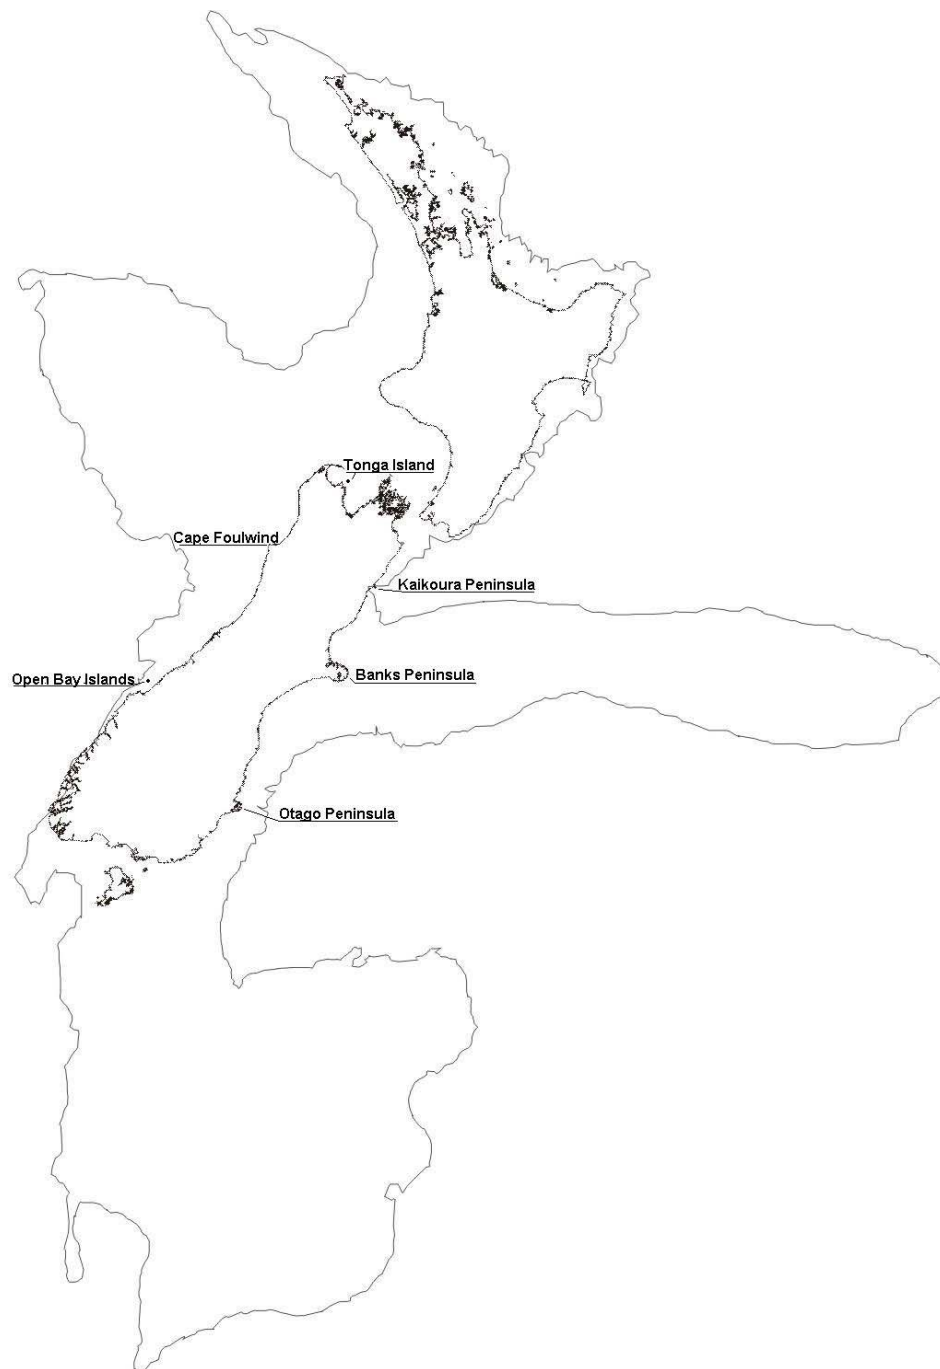 Tonga Island
Cape Foulwind
Kaikoura Peninsula
Open Bay Islands
Banks Peninsula
Otago Peninsula